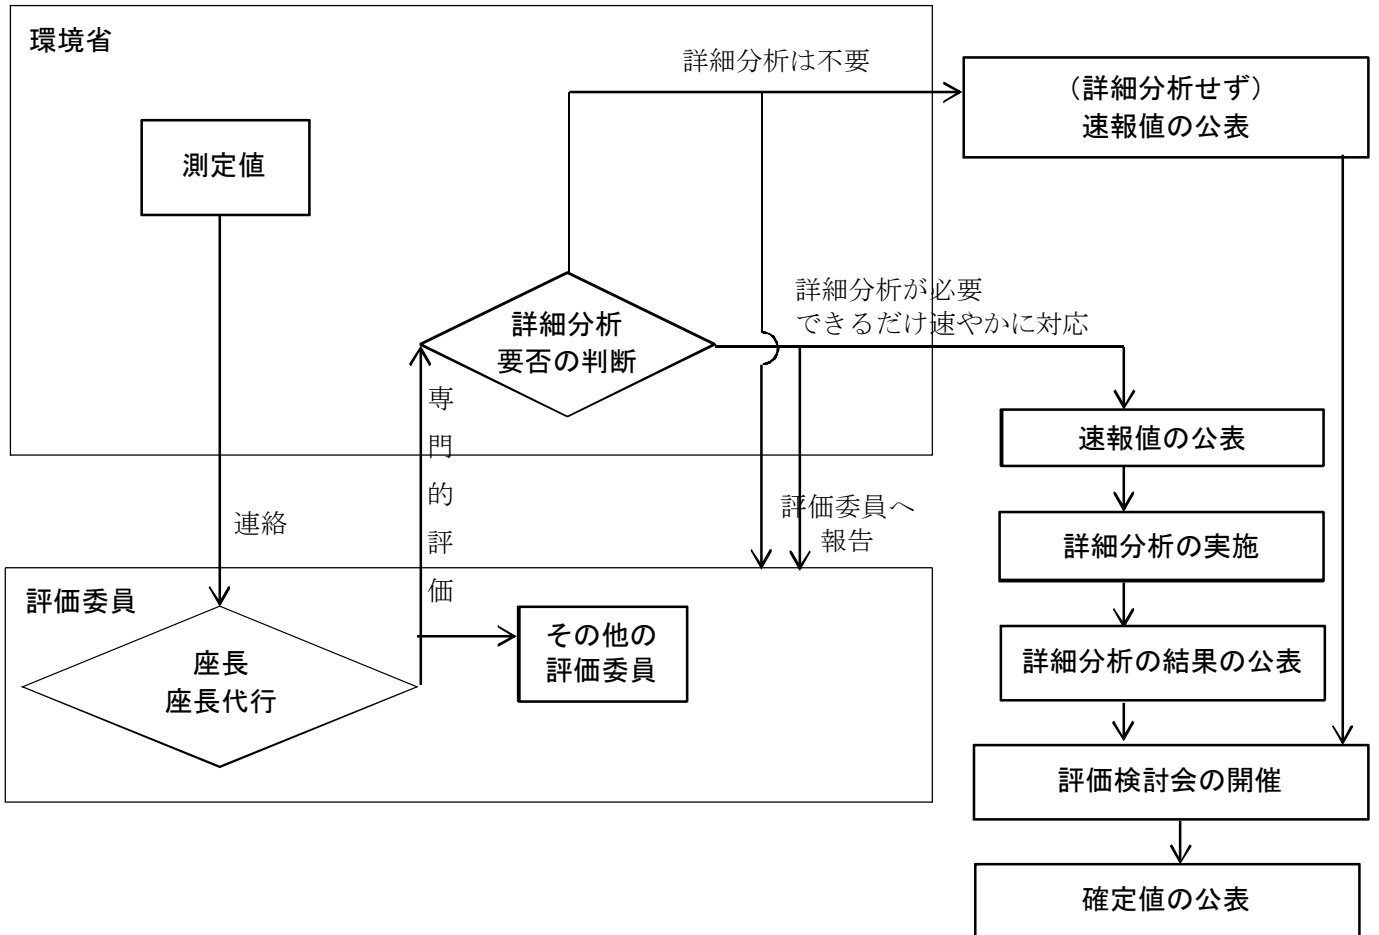 環境省
測定値
詳細分析は不要
（詳細分析せず）
速報値の公表
詳細分析
要否の判断
詳細分析が必要
できるだけ速やかに対応
専門的評価
連絡
評価委員へ
報告
速報値の公表
詳細分析の実施
詳細分析の結果の公表
評価検討会の開催
確定値の公表
評価委員
座長
座長代行
その他の
評価委員